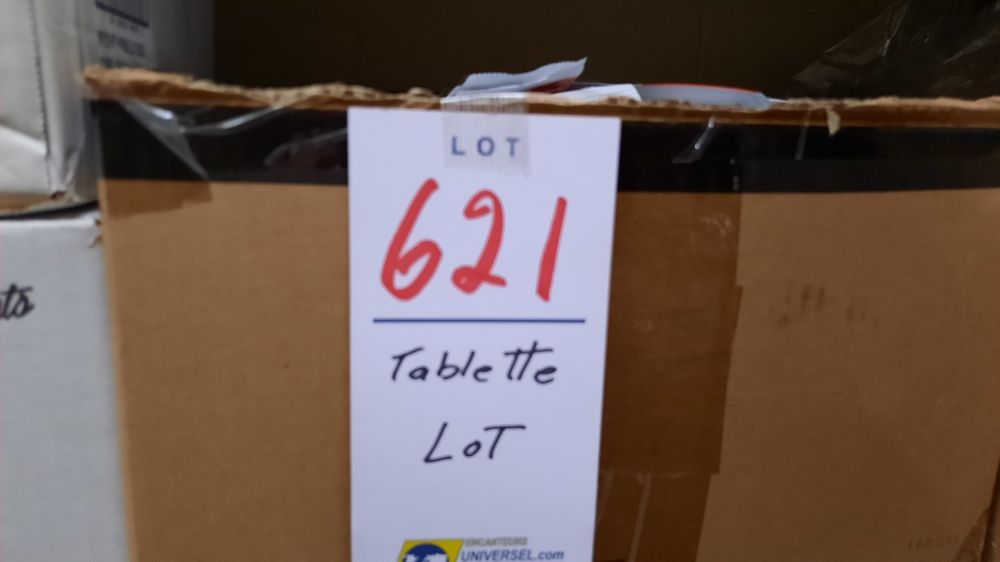 LOT
621
Tablette
LOT
ENCANTEURS
UNIVERSEL.com